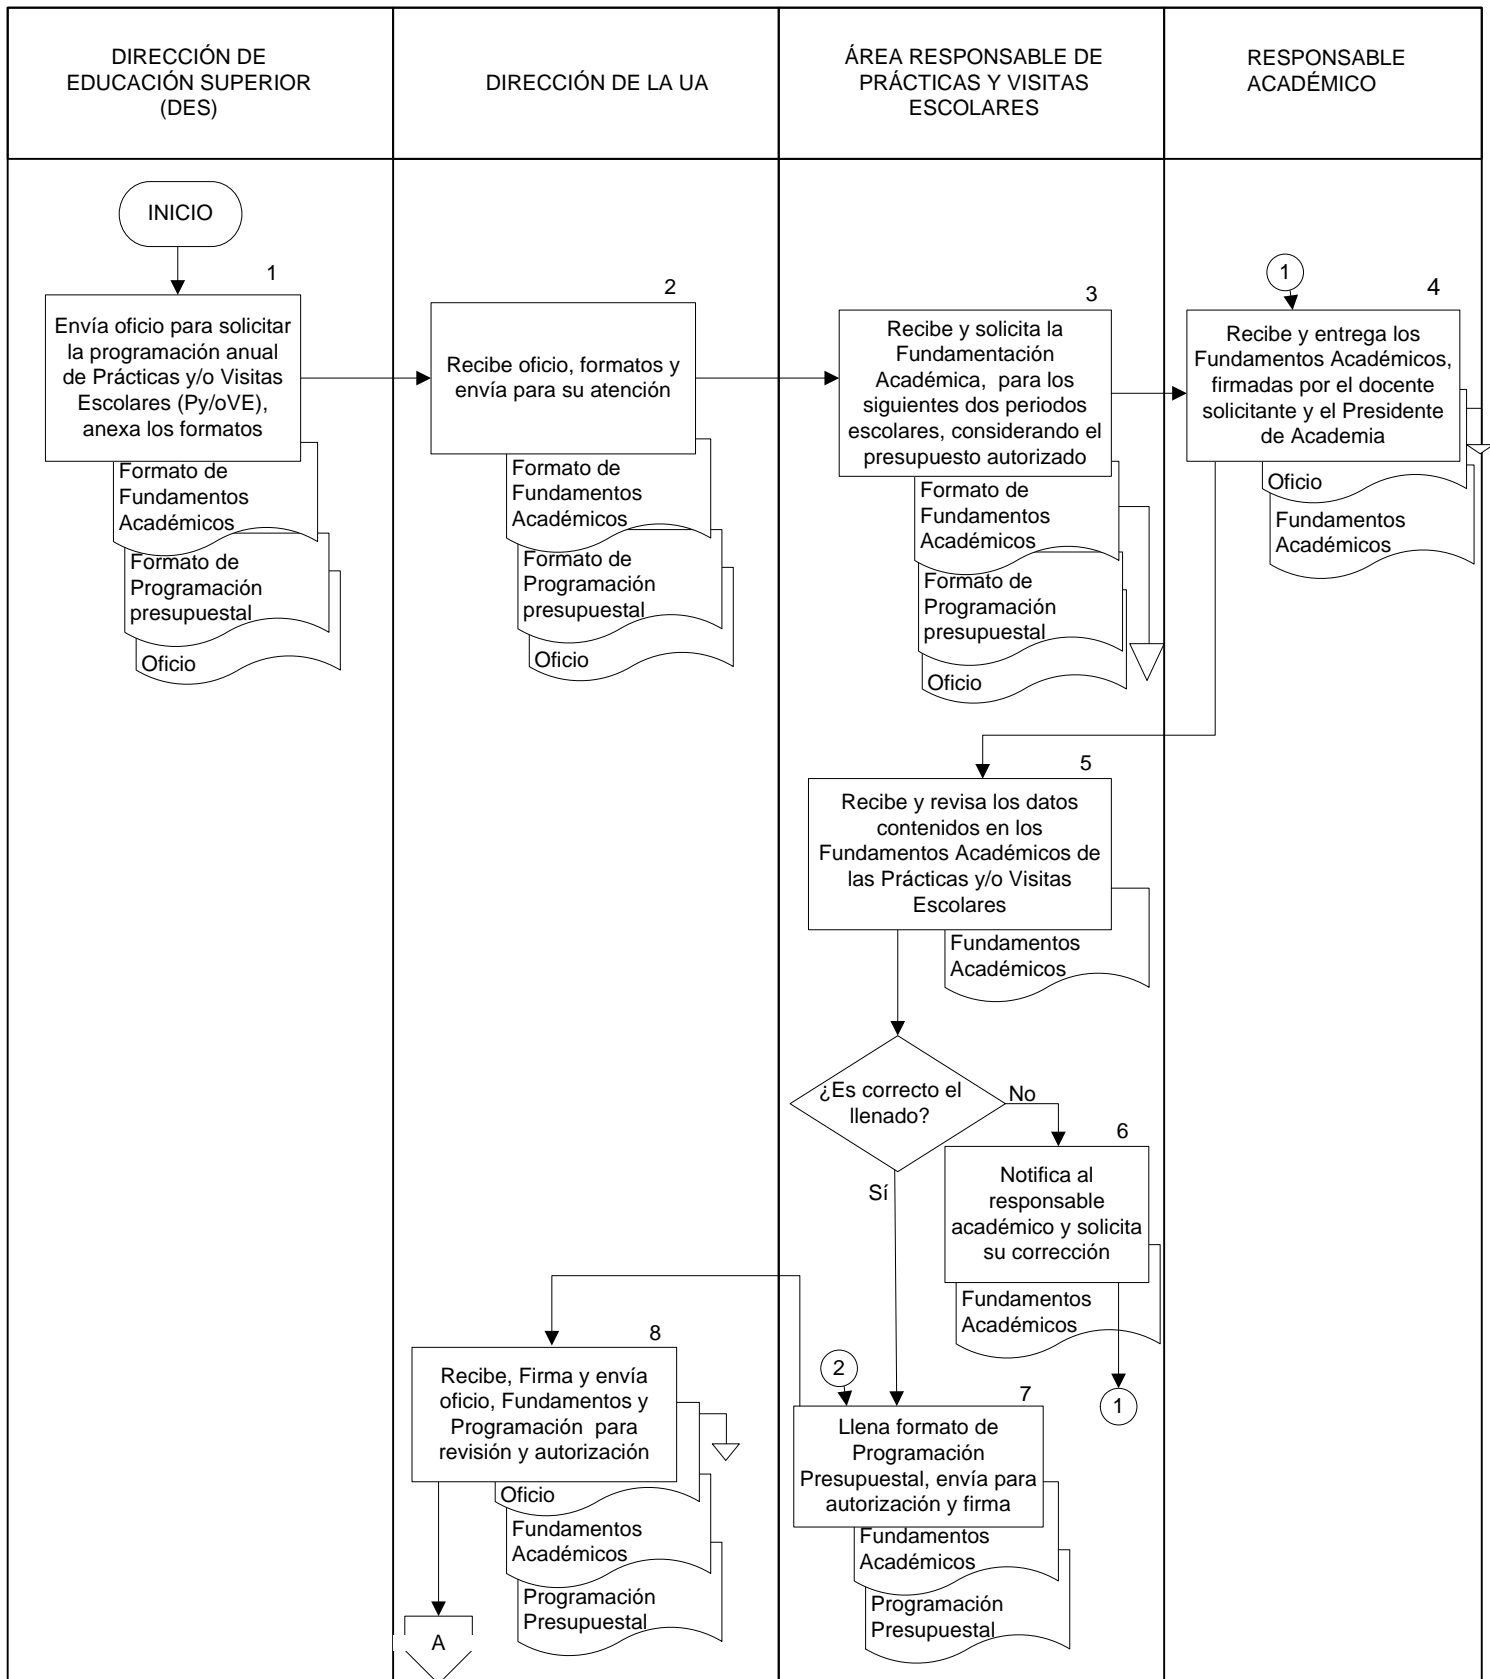 DIRECCIÓN DE
EDUCACIÓN SUPERIOR
(DES)
DIRECCIÓN DE LA UA
ÁREA RESPONSABLE DE
PRÁCTICAS Y VISITAS
ESCOLARES
RESPONSABLE
ACADÉMICO
INICIO
1
Envía oficio para solicitar
la programación anual
de Prácticas y/o Visitas
Escolares (Py/oVE),
anexa los formatos
Formato de
Fundamentos
Académicos
Formato de
Programación
presupuestal
Oficio
2
Recibe oficio, formatos y
envía para su atención
Formato de
Fundamentos
Académicos
Formato de
Programación
presupuestal
Oficio
3
Recibe y solicita la
Fundamentación
Académica, para los
siguientes dos periodos
escolares, considerando el
presupuesto autorizado
Formato de
Fundamentos
Académicos
Formato de
Programación
presupuestal
Oficio
1
4
Recibe y entrega los
Fundamentos Académicos,
firmadas por el docente
solicitante y el Presidente
de Academia
Oficio
Fundamentos
Académicos
5
Recibe y revisa los datos
contenidos en los
Fundamentos Académicos de
las Prácticas y/o Visitas
Escolares
Fundamentos
Académicos
¿Es correcto el
llenado?
No
Sí
6
Notifica al
responsable
académico y solicita
su corrección
Fundamentos
Académicos
1
2
7
Llena formato de
Programación
Presupuestal, envía para
autorización y firma
Fundamentos
Académicos
Programación
Presupuestal
8
Recibe, Firma y envía
oficio, Fundamentos y
Programación para
revisión y autorización
Oficio
Fundamentos
Académicos
Programación
Presupuestal
A